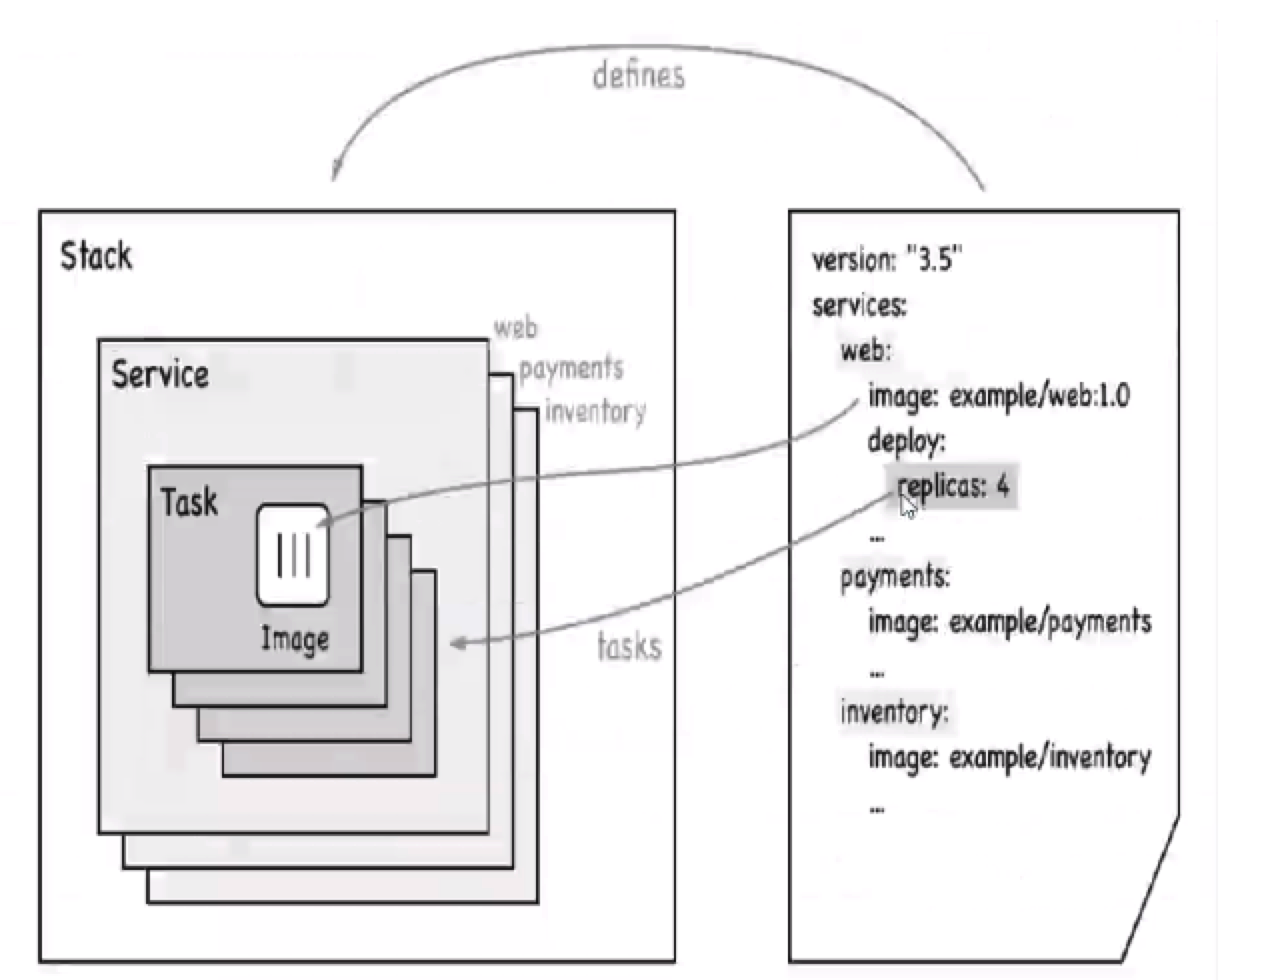 defines
Stack
web
payments
inventory
Service
Task
Image
tasks
version: "3.5"
services:
web:
image: example/web:1.0
deploy:
replicas: 4
...
payments:
image: example/payments
...
inventory:
image: example/inventory
...